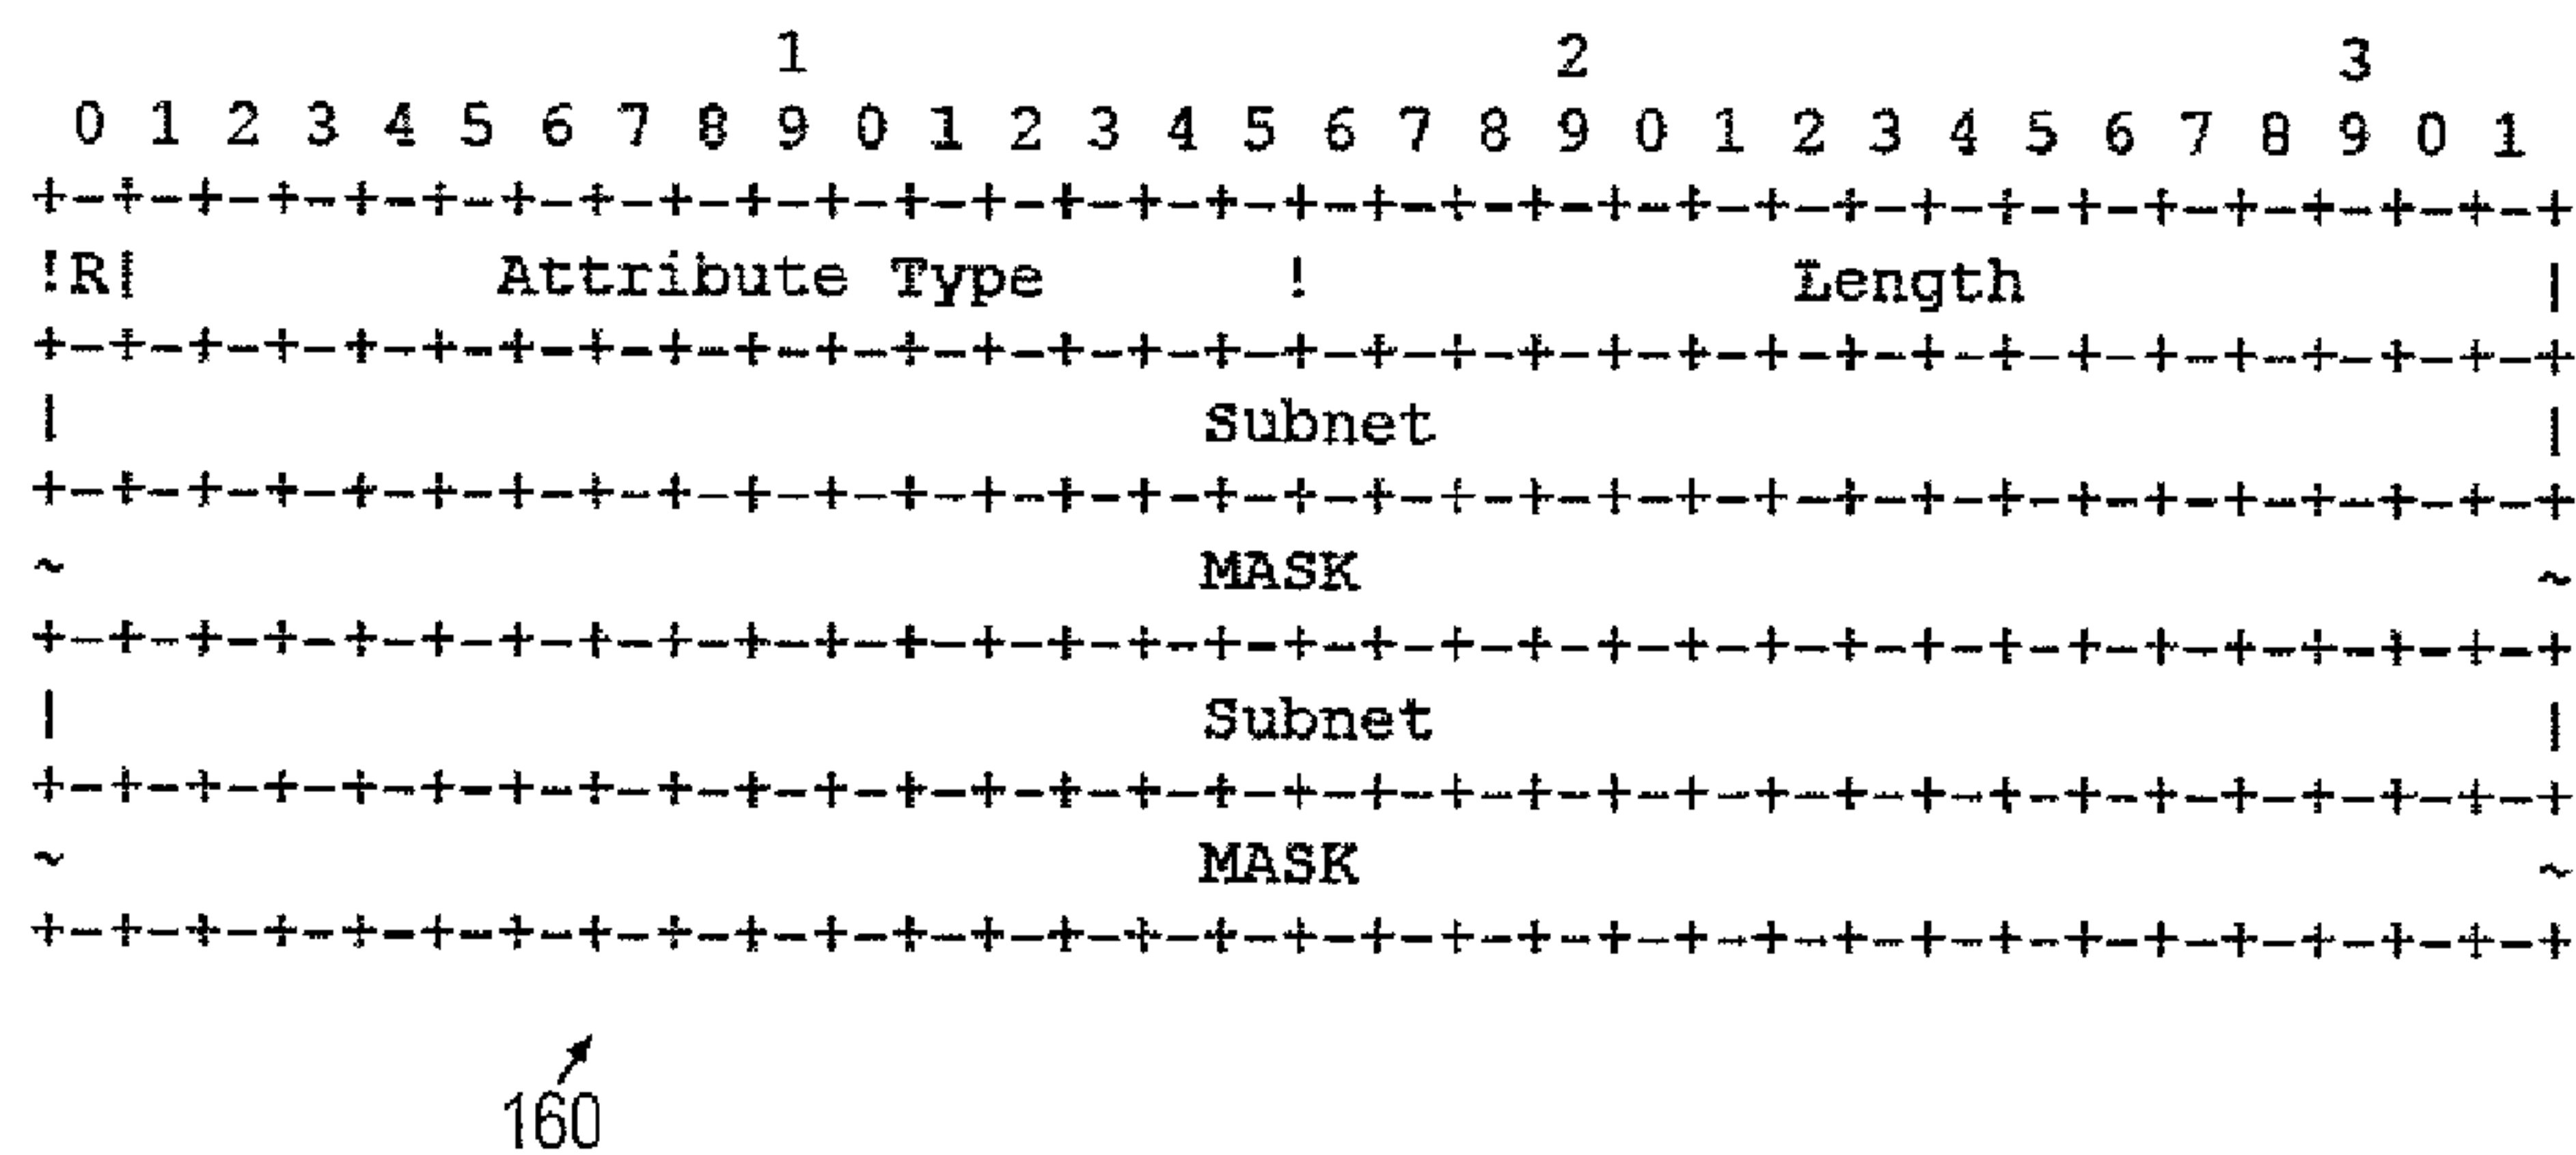 1                   2                   3
 0 1 2 3 4 5 6 7 8 9 0 1 2 3 4 5 6 7 8 9 0 1 2 3 4 5 6 7 8 9 0 1
+-+-+-+-+-+-+-+-+-+-+-+-+-+-+-+-+-+-+-+-+-+-+-+-+-+-+-+-+-+-+-+-+
!R|         Attribute Type      !            Length             |
+-+-+-+-+-+-+-+-+-+-+-+-+-+-+-+-+-+-+-+-+-+-+-+-+-+-+-+-+-+-+-+-+
|                             Subnet                            |
+-+-+-+-+-+-+-+-+-+-+-+-+-+-+-+-+-+-+-+-+-+-+-+-+-+-+-+-+-+-+-+-+
~                             MASK                              ~
+-+-+-+-+-+-+-+-+-+-+-+-+-+-+-+-+-+-+-+-+-+-+-+-+-+-+-+-+-+-+-+-+
|                             Subnet                            |
+-+-+-+-+-+-+-+-+-+-+-+-+-+-+-+-+-+-+-+-+-+-+-+-+-+-+-+-+-+-+-+-+
~                             MASK                              ~
+-+-+-+-+-+-+-+-+-+-+-+-+-+-+-+-+-+-+-+-+-+-+-+-+-+-+-+-+-+-+-+-+
160